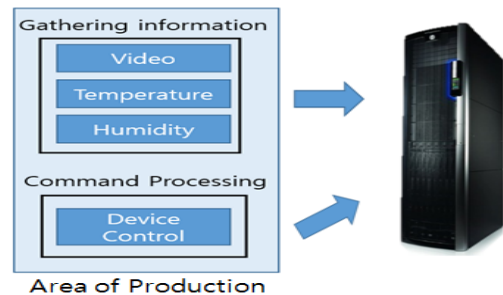 Gathering information
Video
Temperature
Humidity
Command Processing
Device
Control
Area of Production